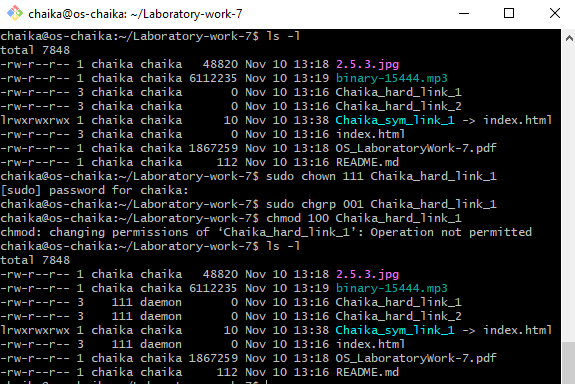 chaika@os-chaika: ~/Laboratory-work-7
chaika@os-chaika:~/Laboratory-work-7$ ls -l
total 7848
-rw-r--r-- 1 chaika chaika   48820 Nov 10 13:18 2.5.3.jpg
-rw-r--r-- 1 chaika chaika 6112235 Nov 10 13:19 binary-15444.mp3
-rw-r--r-- 3 chaika chaika       0 Nov 10 13:16 Chaika_hard_link_1
-rw-r--r-- 3 chaika chaika       0 Nov 10 13:16 Chaika_hard_link_2
lrwxrwxrwx 1 chaika chaika      10 Nov 10 13:38 Chaika_sym_link_1 -> index.html
-rw-r--r-- 3 chaika chaika       0 Nov 10 13:16 index.html
-rw-r--r-- 1 chaika chaika 1867259 Nov 10 13:18 OS_LaboratoryWork-7.pdf
-rw-r--r-- 1 chaika chaika     112 Nov 10 13:16 README.md
chaika@os-chaika:~/Laboratory-work-7$ sudo chown 111 Chaika_hard_link_1
[sudo] password for chaika:
chaika@os-chaika:~/Laboratory-work-7$ sudo chgrp 001 Chaika_hard_link_1
chaika@os-chaika:~/Laboratory-work-7$ chmod 100 Chaika_hard_link_1
chmod: changing permissions of ‘Chaika_hard_link_1’: Operation not permitted
chaika@os-chaika:~/Laboratory-work-7$ ls -l
total 7848
-rw-r--r-- 1 chaika chaika   48820 Nov 10 13:18 2.5.3.jpg
-rw-r--r-- 1 chaika chaika 6112235 Nov 10 13:19 binary-15444.mp3
-rw-r--r-- 3    111 daemon       0 Nov 10 13:16 Chaika_hard_link_1
-rw-r--r-- 3    111 daemon       0 Nov 10 13:16 Chaika_hard_link_2
lrwxrwxrwx 1 chaika chaika      10 Nov 10 13:38 Chaika_sym_link_1 -> index.html
-rw-r--r-- 3    111 daemon       0 Nov 10 13:16 index.html
-rw-r--r-- 1 chaika chaika 1867259 Nov 10 13:18 OS_LaboratoryWork-7.pdf
-rw-r--r-- 1 chaika chaika     112 Nov 10 13:16 README.md
chaika@os-chaika:~/Laboratory-work-7$